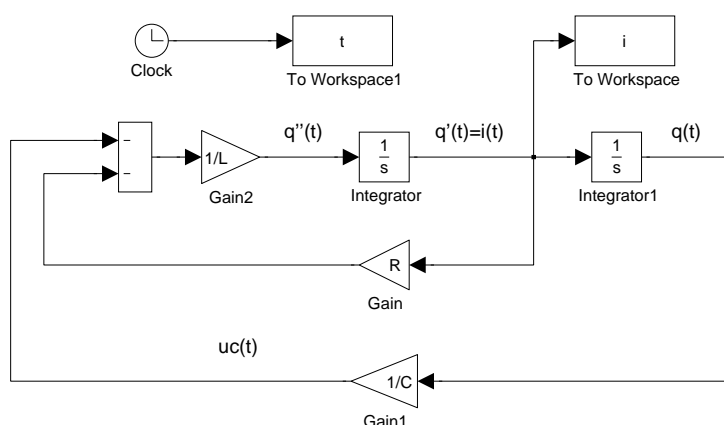 t
i
Clock
To Workspace1
To Workspace
q''(t)
q'(t)=i(t)
q(t)
-
-
1/L
1
s
1
s
Gain2
Integrator
Integrator1
R
Gain
uc(t)
1/C
Gain1